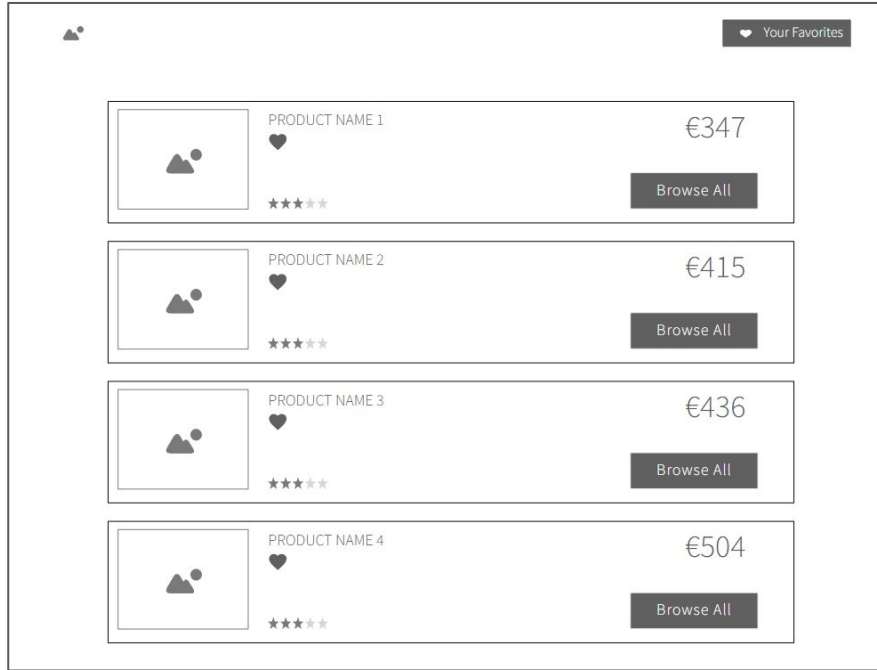 Your Favorites
PRODUCT NAME 1
€347
Browse All
PRODUCT NAME 2
€415
Browse All
PRODUCT NAME 3
€436
Browse All
PRODUCT NAME 4
€504
Browse All